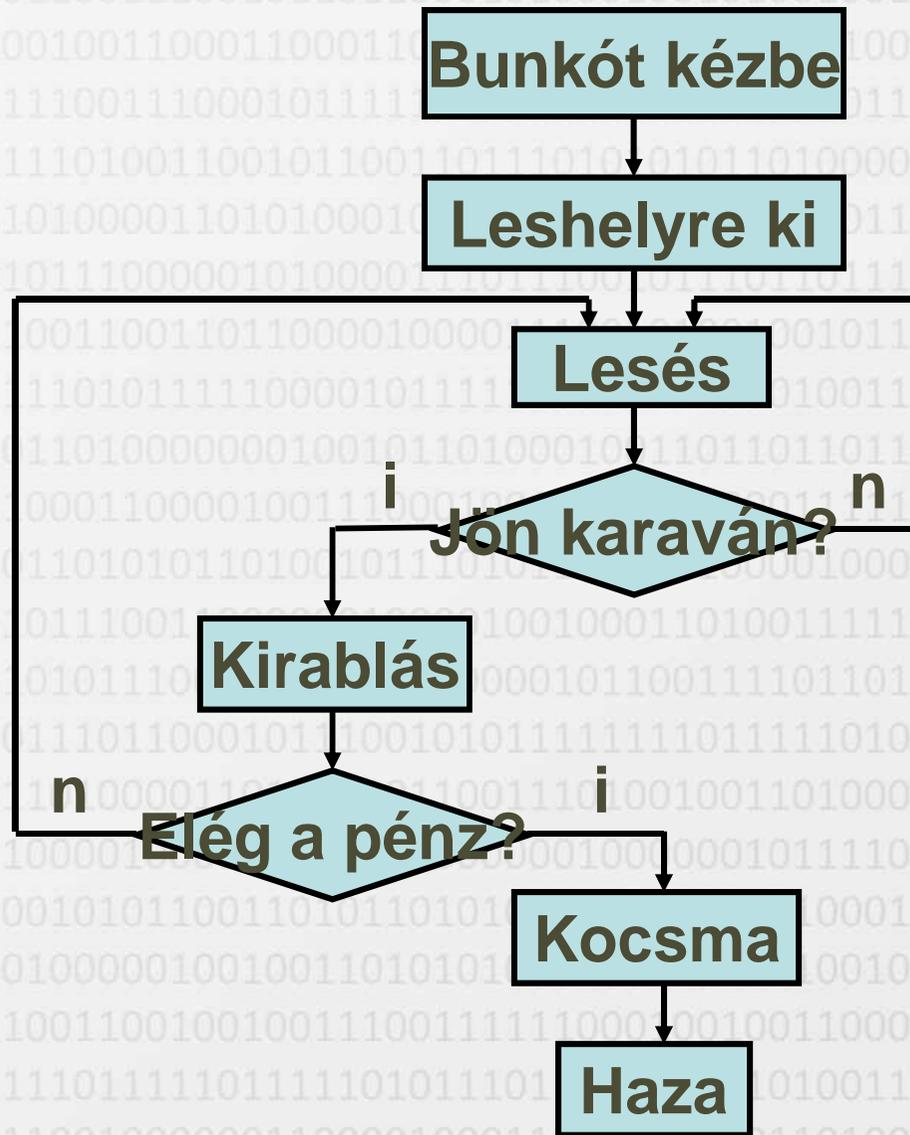 Bunkót kézbe
Leshelyre ki
Lesés
i
n
Jön karaván?
Kirablás
n
i
Elég a pénz?
Kocsma
Haza